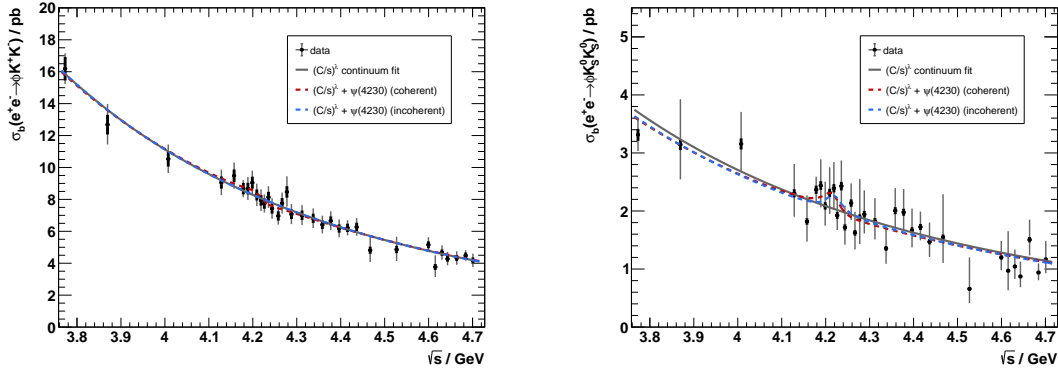 σb(e+e-→φK+K-) / pb
20
18
16
14
12
10
8
6
4
2
0
data
(C/s)λ continuum fit
(C/s)λ + ψ(4230) (coherent)
(C/s)λ + ψ(4230) (incoherent)
3.8 3.9 4 4.1 4.2 4.3 4.4 4.5 4.6 4.7
√s / GeV
σb(e+e-→φK0SK0S) / pb
5
4
3
2
1
0
data
(C/s)λ continuum fit
(C/s)λ + ψ(4230) (coherent)
(C/s)λ + ψ(4230) (incoherent)
3.8 3.9 4 4.1 4.2 4.3 4.4 4.5 4.6 4.7
√s / GeV